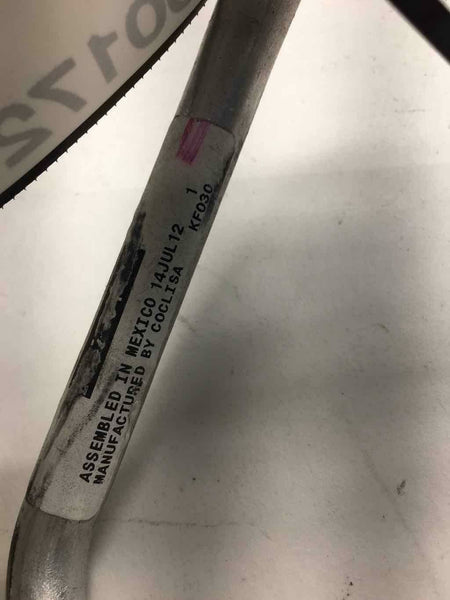 ASSEMBLED IN MEXICO 14JUL12 1
MANUFACTURED BY COCLISA KF030